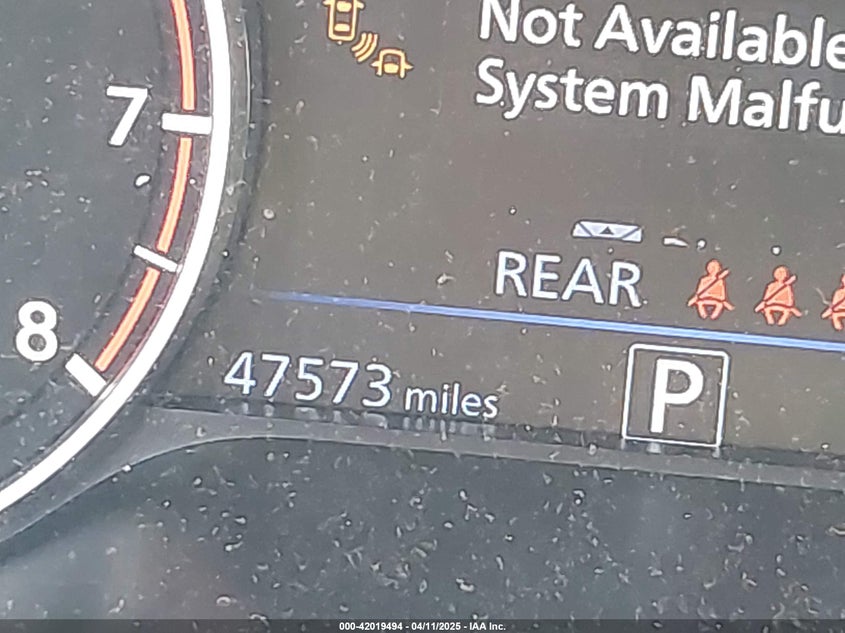 Not Available
System Malfu
7
REAR
8
47573 miles
P
000-42019494 - 04/11/2025 - IAA Inc.